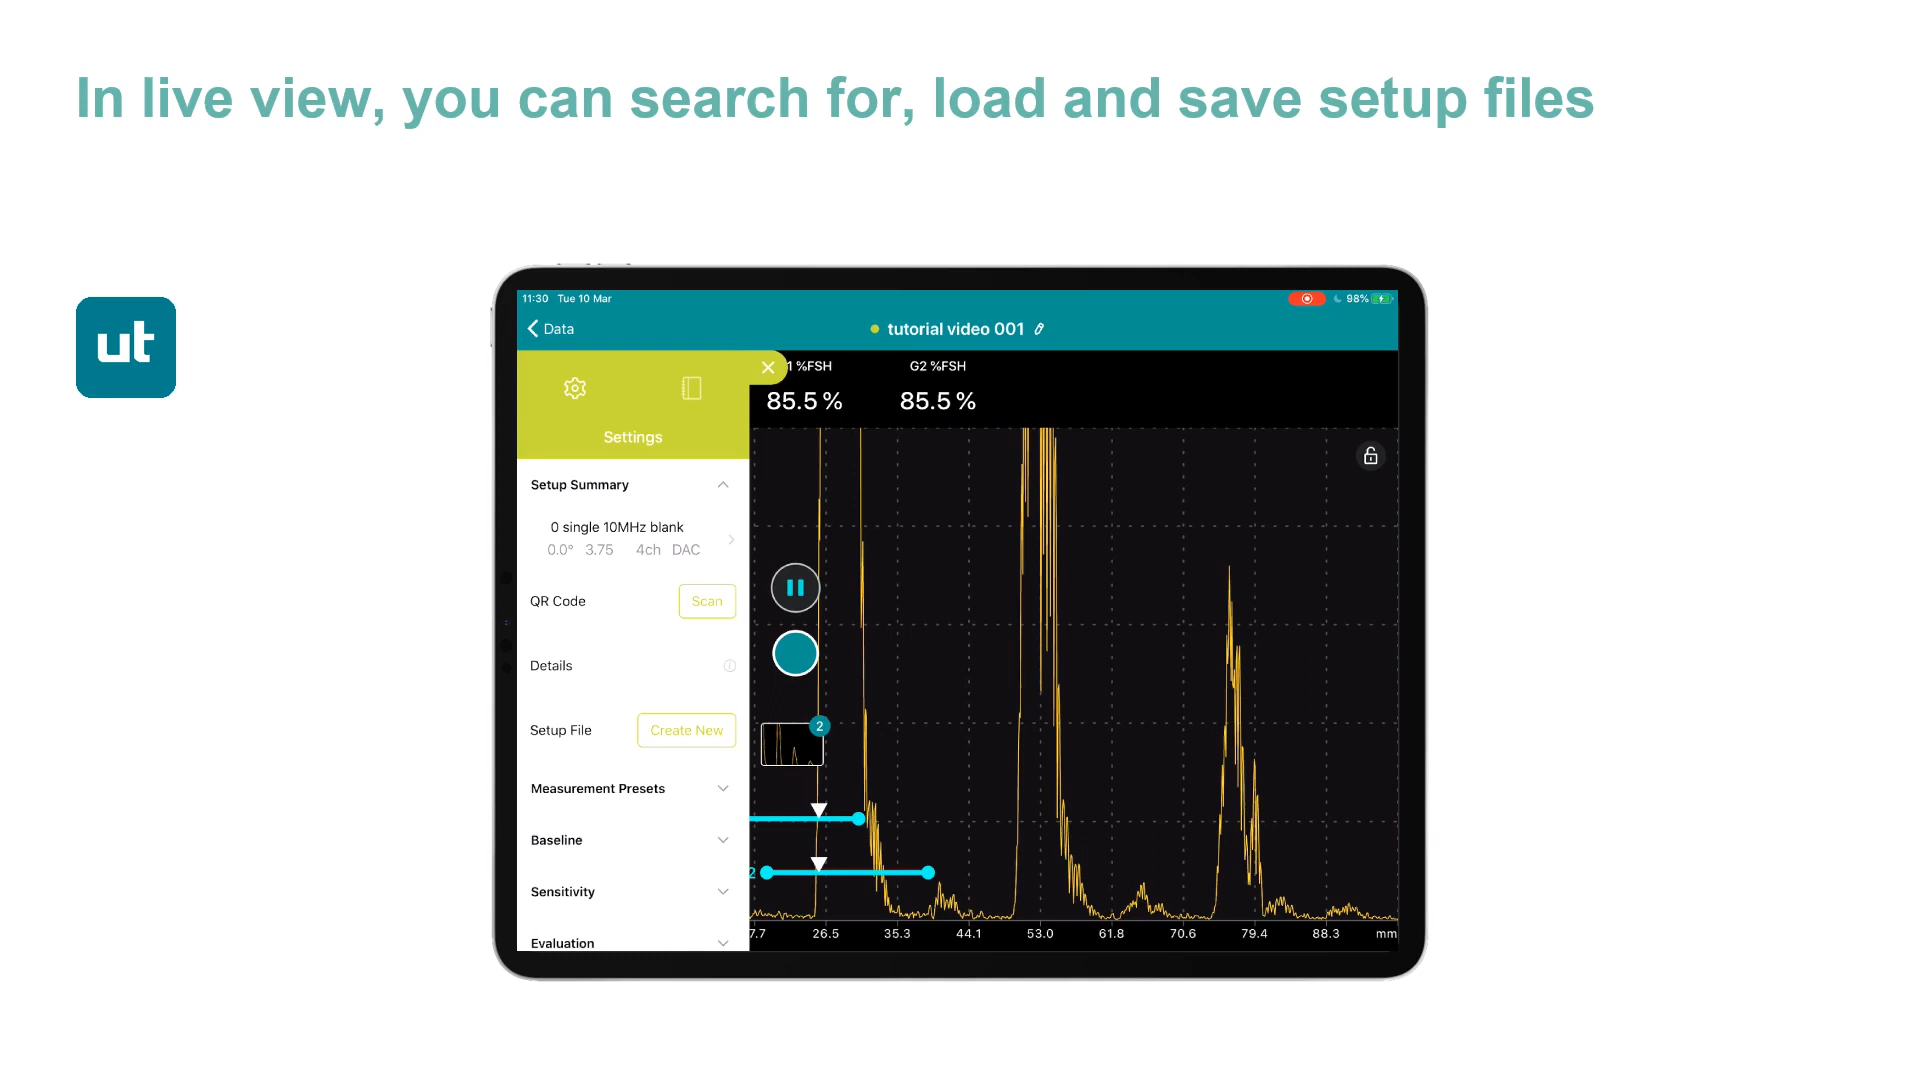 In live view, you can search for, load and save setup files
ut
11:30 Tue 10 Mar
98%
Data
tutorial video 001
1 %FSH
G2 %FSH
85.5 %
85.5 %
Settings
Setup Summary
0 single 10MHz blank
0.0° 3.75 4ch DAC
QR Code
Scan
Details
Setup File
Create New
2
Measurement Presets
Baseline
2
Sensitivity
Evaluation
7.7 26.5 35.3 44.1 53.0 61.8 70.6 79.4 88.3 mm